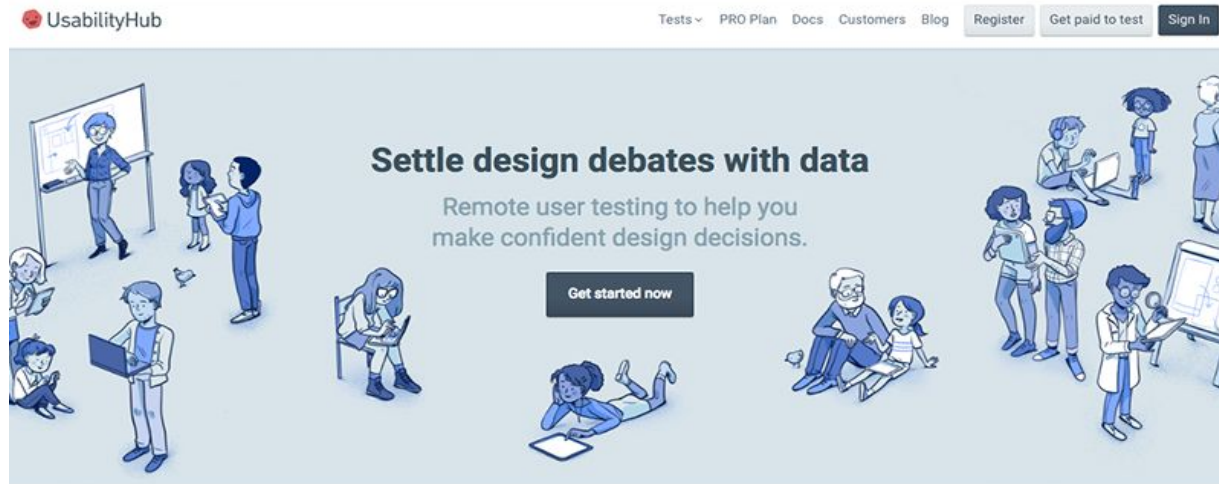 UsabilityHub
Tests PRO Plan Docs Customers Blog Register Get paid to test Sign In
Settle design debates with data
Remote user testing to help you
make confident design decisions.
Get started now